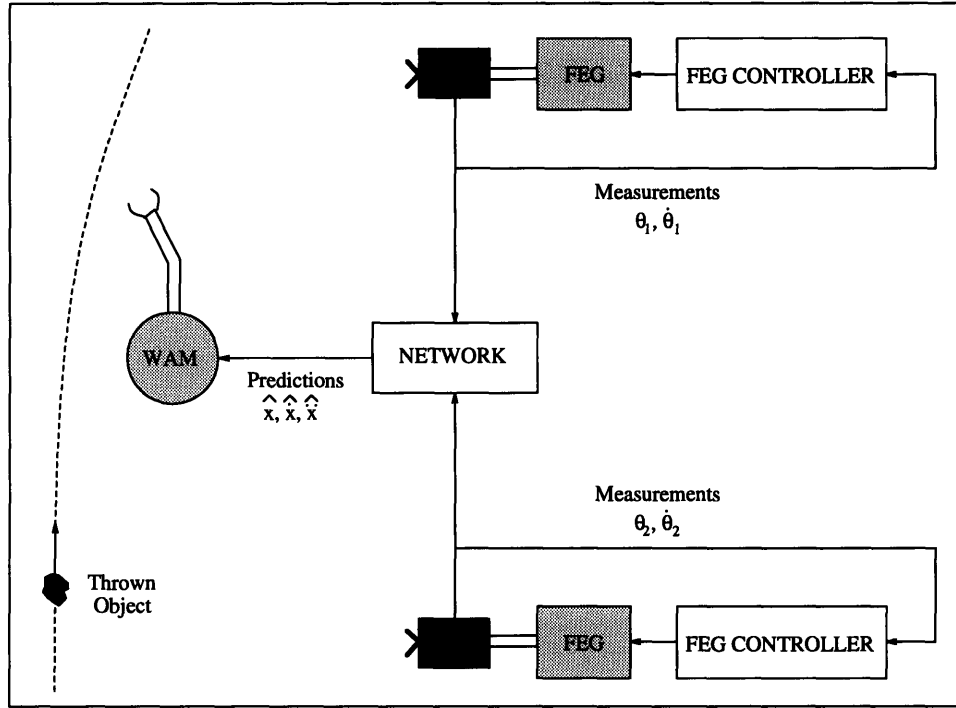 FEG
FEG CONTROLLER
Measurements
θ₁, θ̇₁
WAM
NETWORK
Predictions
x̂, ẋ̂, ẍ̂
Measurements
θ₂, θ̇₂
Thrown
Object
FEG
FEG CONTROLLER